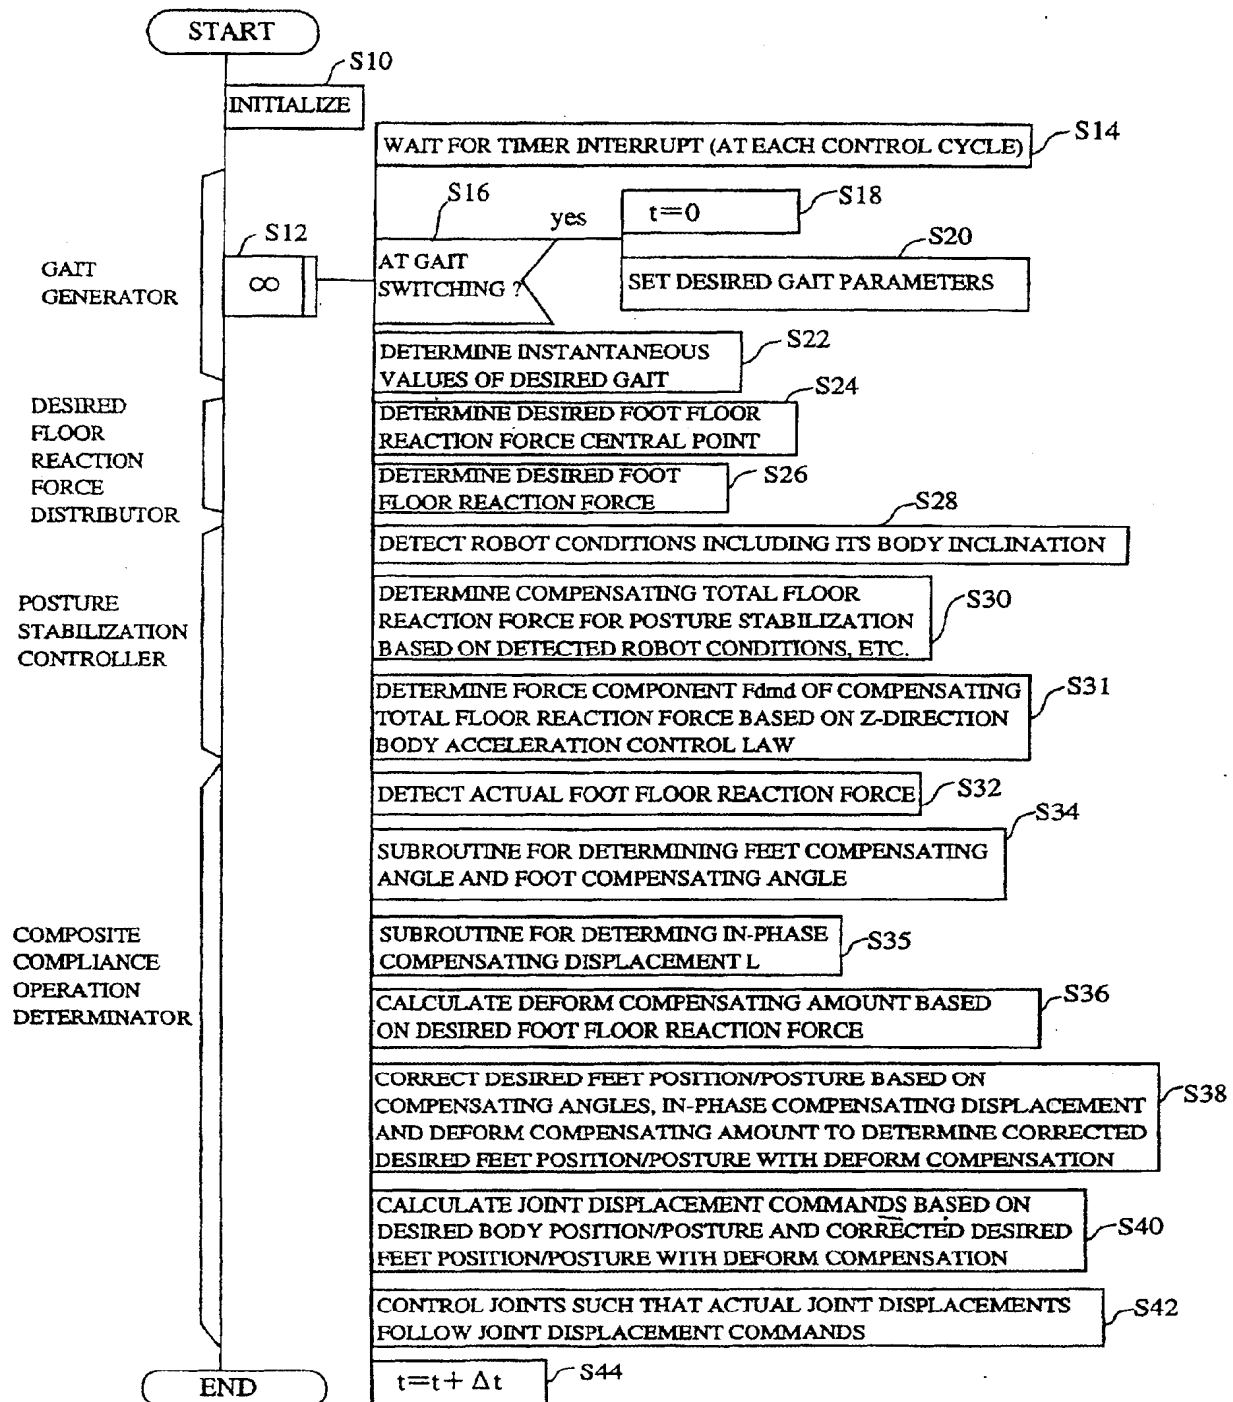 START
S10
INITIALIZE
WAIT FOR TIMER INTERRUPT (AT EACH CONTROL CYCLE)
S14
S16
yes
t=0
S18
S12
∞
AT GAIT
SWITCHING ?
S20
SET DESIRED GAIT PARAMETERS
GAIT
GENERATOR
DETERMINE INSTANTANEOUS
VALUES OF DESIRED GAIT
S22
DESIRED
FLOOR
REACTION
FORCE
DISTRIBUTOR
S24
DETERMINE DESIRED FOOT FLOOR
REACTION FORCE CENTRAL POINT
DETERMINE DESIRED FOOT
FLOOR REACTION FORCE
S26
S28
DETECT ROBOT CONDITIONS INCLUDING ITS BODY INCLINATION
POSTURE
STABILIZATION
CONTROLLER
DETERMINE COMPENSATING TOTAL FLOOR
REACTION FORCE FOR POSTURE STABILIZATION
BASED ON DETECTED ROBOT CONDITIONS, ETC.
S30
DETERMINE FORCE COMPONENT Fdmd OF COMPENSATING
TOTAL FLOOR REACTION FORCE BASED ON Z-DIRECTION
BODY ACCELERATION CONTROL LAW
S31
DETECT ACTUAL FOOT FLOOR REACTION FORCE
S32
S34
SUBROUTINE FOR DETERMINING FEET COMPENSATING
ANGLE AND FOOT COMPENSATING ANGLE
COMPOSITE
COMPLIANCE
OPERATION
DETERMINATOR
SUBROUTINE FOR DETERMING IN-PHASE
COMPENSATING DISPLACEMENT L
S35
CALCULATE DEFORM COMPENSATING AMOUNT BASED
ON DESIRED FOOT FLOOR REACTION FORCE
S36
CORRECT DESIRED FEET POSITION/POSTURE BASED ON
COMPENSATING ANGLES, IN-PHASE COMPENSATING DISPLACEMENT
AND DEFORM COMPENSATING AMOUNT TO DETERMINE CORRECTED
DESIRED FEET POSITION/POSTURE WITH DEFORM COMPENSATION
S38
CALCULATE JOINT DISPLACEMENT COMMANDS BASED ON
DESIRED BODY POSITION/POSTURE AND CORRECTED DESIRED
FEET POSITION/POSTURE WITH DEFORM COMPENSATION
S40
CONTROL JOINTS SUCH THAT ACTUAL JOINT DISPLACEMENTS
FOLLOW JOINT DISPLACEMENT COMMANDS
S42
END
t=t+ Δt
S44